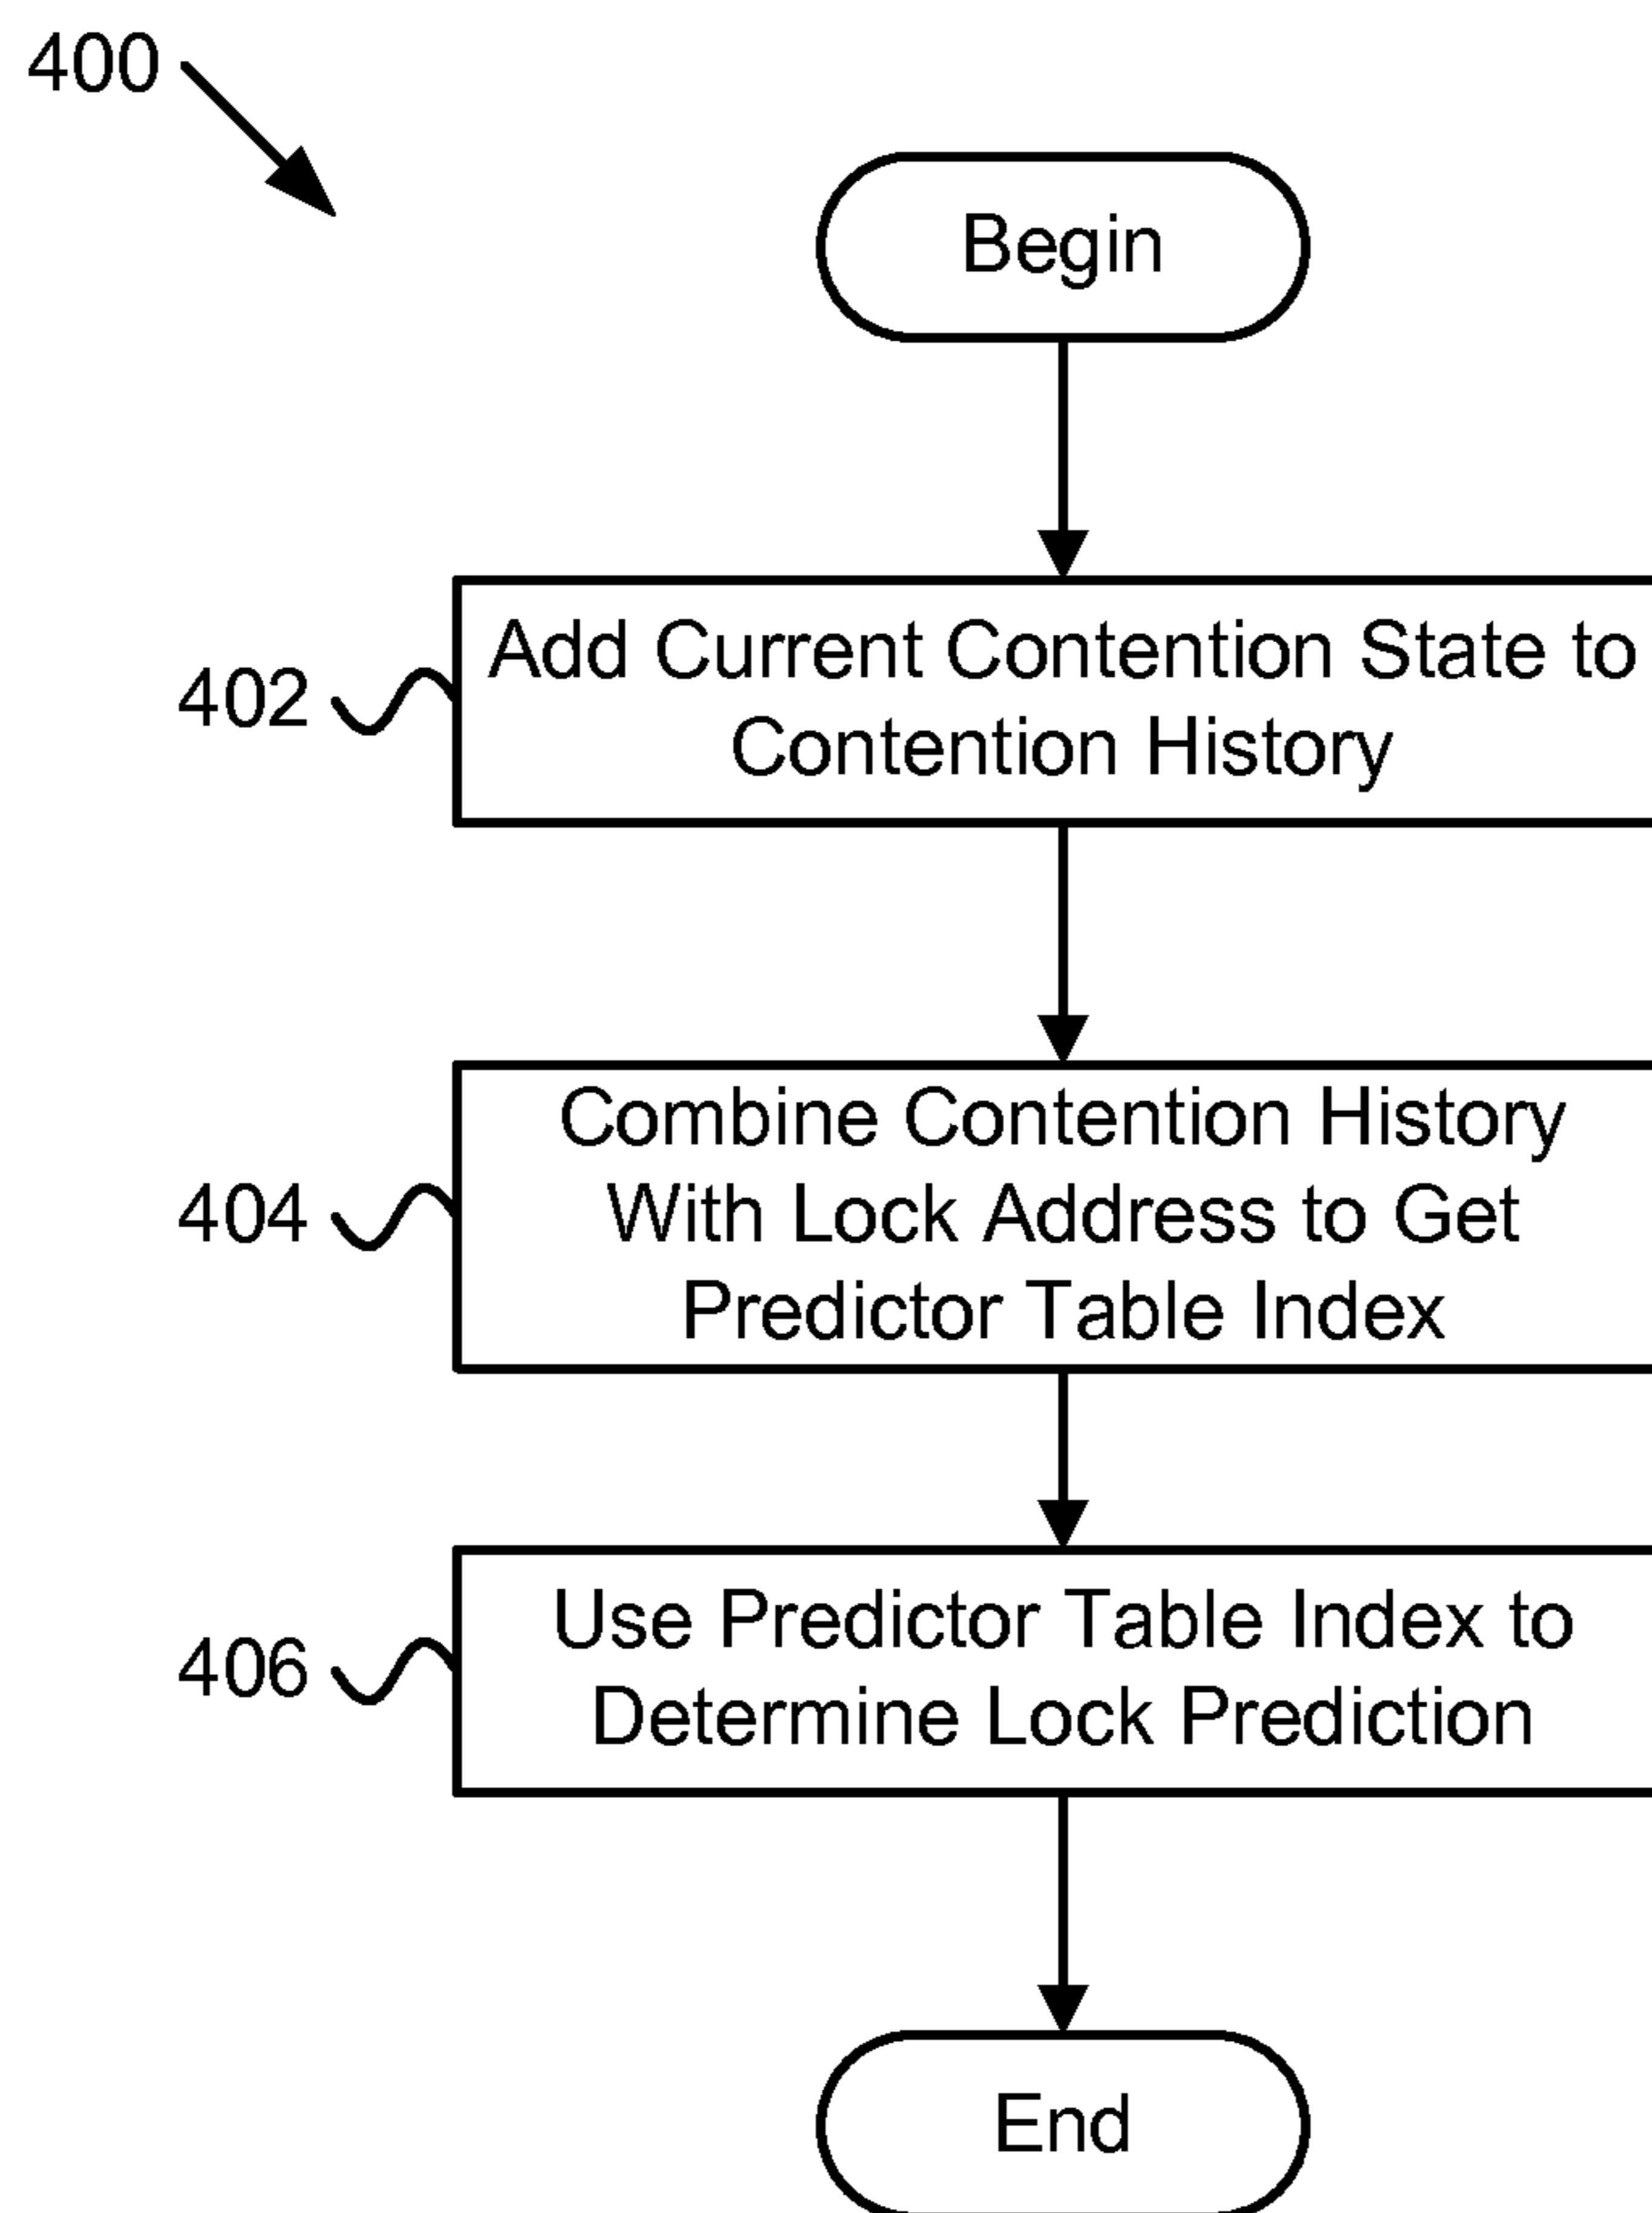 400
Begin
402
Add Current Contention State to
Contention History
404
Combine Contention History
With Lock Address to Get
Predictor Table Index
406
Use Predictor Table Index to
Determine Lock Prediction
End